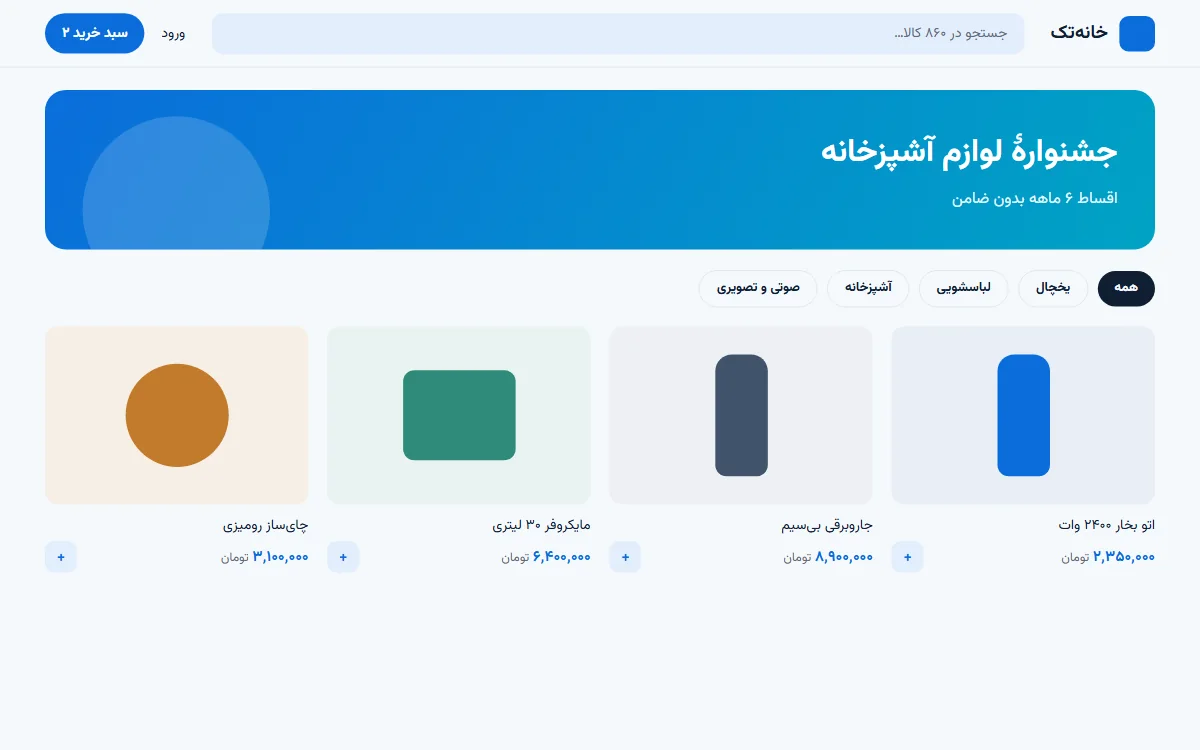 خانه‌تک
جستجو در ۸۶۰ کالا...
ورود
سبد خرید ۲
جشنوارهٔ لوازم آشپزخانه
اقساط ۶ ماهه بدون ضامن
همه
یخچال
لباسشویی
آشپزخانه
صوتی و تصویری
اتو بخار ۲۴۰۰ وات
۲,۳۵۰,۰۰۰ تومان
+
جاروبرقی بی‌سیم
۸,۹۰۰,۰۰۰ تومان
+
مایکروفر ۳۰ لیتری
۶,۴۰۰,۰۰۰ تومان
+
چای‌ساز رومیزی
۳,۱۰۰,۰۰۰ تومان
+